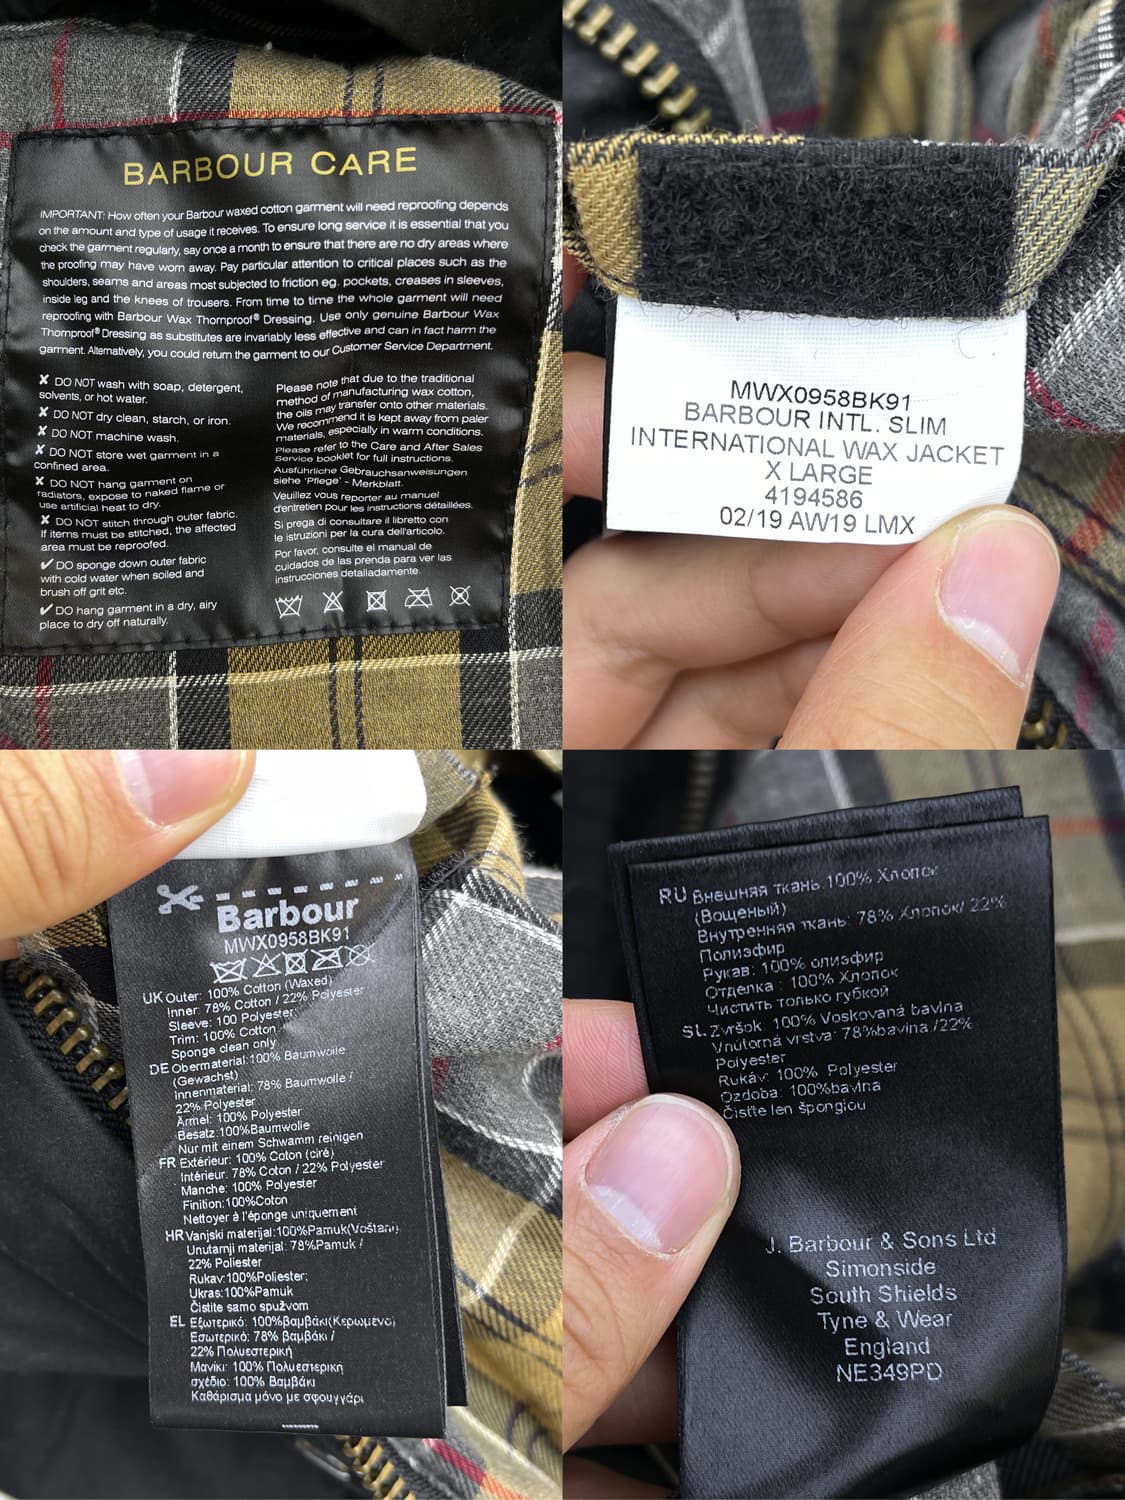 BARBOUR CARE
IMPORTANT: How often your Barbour waxed cotton garment will need reproofing depends
on the amount and type of usage it receives. To ensure long service it is essential that you
check the garment regularly, say once a month to ensure that there are no dry areas where
the proofing may have worn away. Pay particular attention to critical places such as the
shoulders, seams and areas most subjected to friction eg. pockets, creases in sleeves,
inside leg and the knees of trousers. From time to time the whole garment will need
reproofing with Barbour Wax Thornproof® Dressing. Use only genuine Barbour Wax
Thornproof® Dressing as substitutes are invariably less effective and can in fact harm the
garment. Alternatively, you could return the garment to our Customer Service Department.
✘ DO NOT wash with soap, detergent,
solvents, or hot water.
✘ DO NOT dry clean, starch, or iron.
✘ DO NOT machine wash.
✘ DO NOT store wet garment in a
confined area.
✘ DO NOT hang garment on
radiators, expose to naked flame or
use artificial heat to dry.
✘ DO NOT stitch through outer fabric.
If items must be stitched, the affected
area must be reproofed.
✔ DO sponge down outer fabric
with cold water when soiled and
brush off grit etc.
✔ DO hang garment in a dry, airy
place to dry off naturally.
Please note that due to the traditional
method of manufacturing wax cotton,
the oils may transfer onto other materials.
We recommend it is kept away from paler
materials, especially in warm conditions.
Please refer to the Care and After Sales
Service booklet for full instructions.
Ausführliche Gebrauchsanweisungen
siehe 'Pflege' - Merkblatt.
Veuillez vous reporter au manuel
d'entretien pour les instructions détaillées.
Si prega di consultare il libretto con
le istruzioni per la cura dell'articolo.
Por favor, consulte el manual de
cuidados de las prenda para ver las
instrucciones detalladamente.
MWX0958BK91
BARBOUR INTL. SLIM
INTERNATIONAL WAX JACKET
X LARGE
4194586
02/19 AW19 LMX
Barbour
MWX0958BK91
UK Outer: 100% Cotton (Waxed)
Inner: 78% Cotton / 22% Polyester
Sleeve: 100 Polyester
Trim: 100% Cotton
Sponge clean only
DE Obermaterial:100% Baumwolle
(Gewachst)
Innenmaterial: 78% Baumwolle /
22% Polyester
Ärmel: 100% Polyester
Besatz:100%Baumwolle
Nur mit einem Schwamm reinigen
FR Extérieur: 100% Coton (ciré)
Intérieur: 78% Coton / 22% Polyester
Manche: 100% Polyester
Finition:100%Coton
Nettoyer à l'éponge uniquement
HR Vanjski materijal:100%Pamuk(Voštani)
Unutarnji materijal: 78%Pamuk /
22% Poliester
Rukav:100%Poliester;
Ukras:100%Pamuk
Čistite samo spužvom
EL Εξωτερικό: 100%βαμβάκι(Κερωμένο)
Εσωτερικό: 78% βαμβάκι /
22% Πολυεστερική
Μανίκι: 100% Πολυεστερική
σχέδιο: 100% Βαμβάκι
Καθάρισμα μόνο με σφουγγάρι
RU Внешняя ткань:100% Хлопок
(Вощеный)
Внутренняя ткань: 78% Хлопок/ 22%
Полиэфир
Рукав: 100% олиэфир
Отделка : 100% Хлопок
Чистить только губкой
SL Zvršok: 100% Voskovaná bavlna
Vnútorná vrstva: 78%bavlna /22%
Polyester
Rukáv: 100% Polyester
Ozdoba: 100%bavlna
Čistite len špongiou
J. Barbour & Sons Ltd
Simonside
South Shields
Tyne & Wear
England
NE349PD